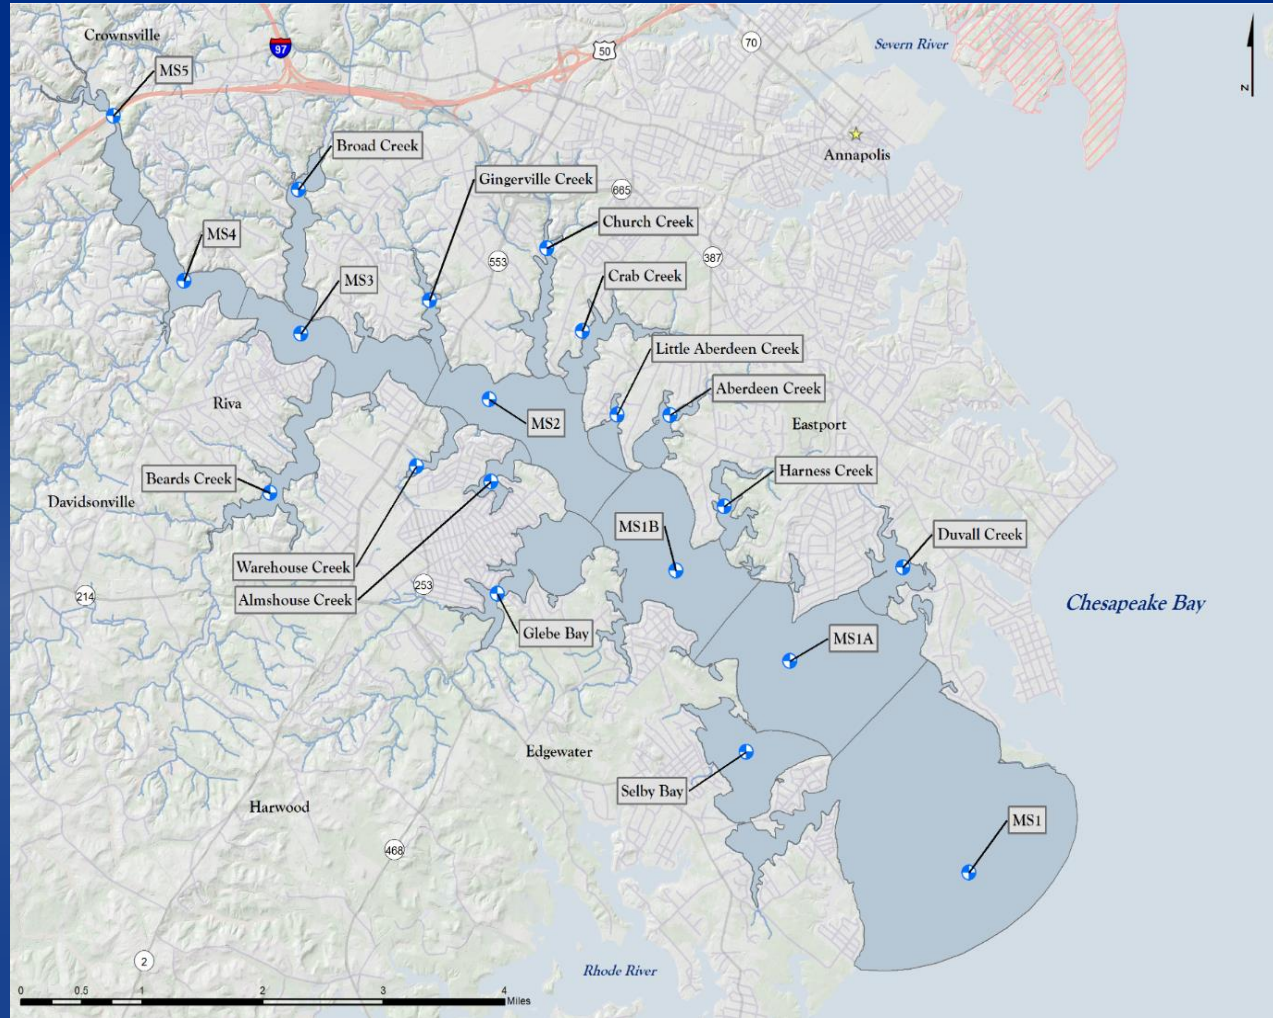 Crownsville
97
50
70
Severn River
N
MS5
Annapolis
Broad Creek
Gingerville Creek
665
Church Creek
MS4
553
387
Crab Creek
MS3
Little Aberdeen Creek
Aberdeen Creek
Riva
MS2
Eastport
Beards Creek
Harness Creek
Davidsonville
MS1B
Duvall Creek
Warehouse Creek
253
214
Almshouse Creek
Chesapeake Bay
Glebe Bay
MS1A
Edgewater
Selby Bay
Harwood
MS1
468
2
Rhode River
0 0.5 1 2 3 4
Miles